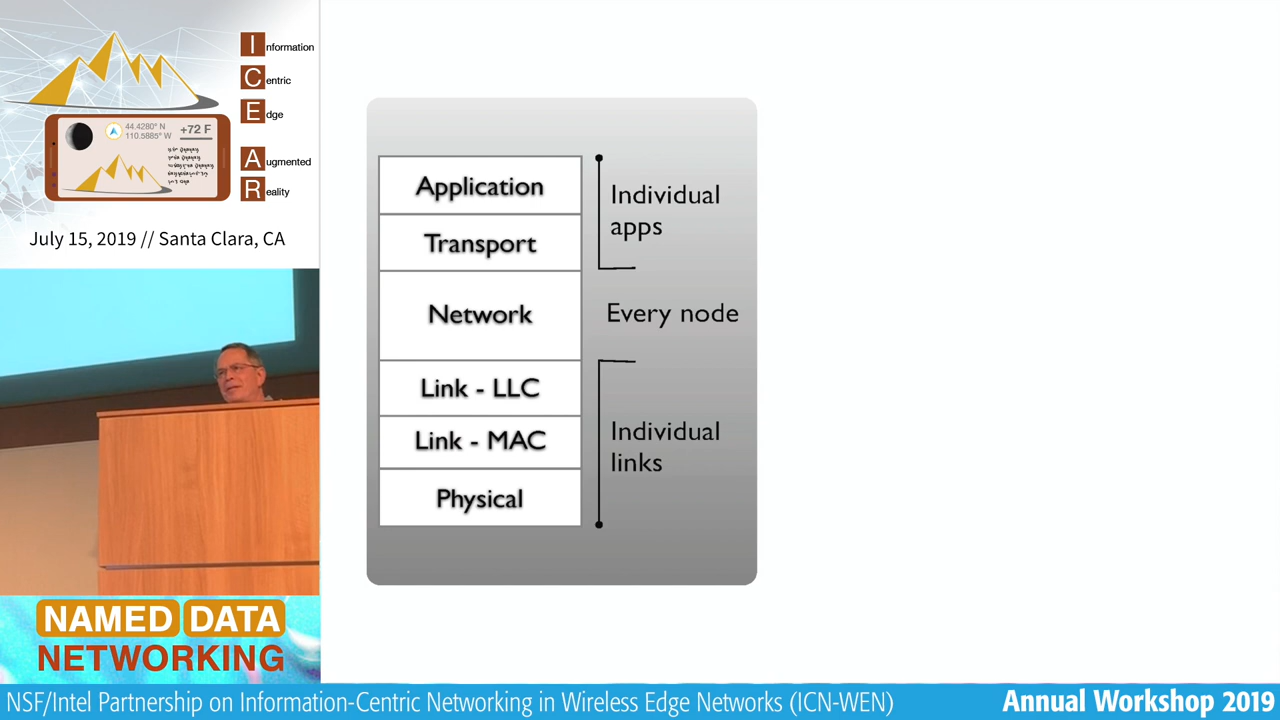 Information
Centric
Edge
Augmented
Reality
44.4280° N
110.5885° W
+72 F
July 15, 2019 // Santa Clara, CA
NAMED DATA
NETWORKING
Application
Transport
Network
Link - LLC
Link - MAC
Physical
Individual
apps
Every node
Individual
links
NSF/Intel Partnership on Information-Centric Networking in Wireless Edge Networks (ICN-WEN)
Annual Workshop 2019